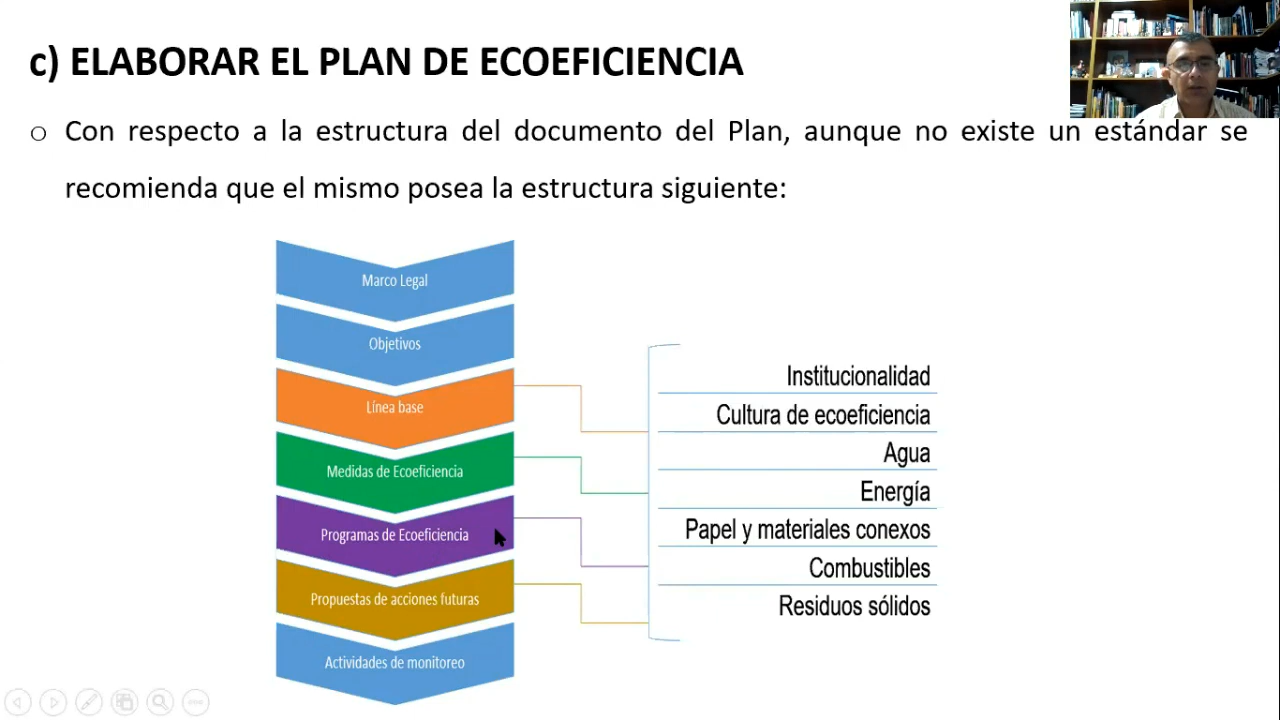 c) ELABORAR EL PLAN DE ECOEFICIENCIA
Con respecto a la estructura del documento del Plan, aunque no existe un estándar se
recomienda que el mismo posea la estructura siguiente:
Marco Legal
Objetivos
Línea base
Medidas de Ecoeficiencia
Programas de Ecoeficiencia
Propuestas de acciones futuras
Actividades de monitoreo
Institucionalidad
Cultura de ecoeficiencia
Agua
Energía
Papel y materiales conexos
Combustibles
Residuos sólidos